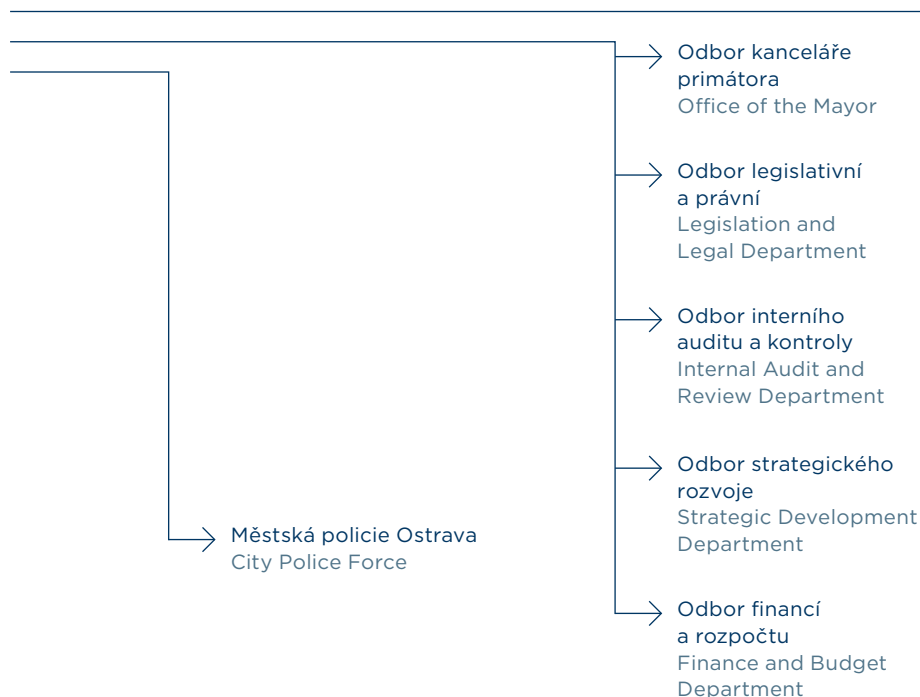 Odbor kanceláře
primátora
Office of the Mayor
Odbor legislativní
a právní
Legislation and
Legal Department
Odbor interního
auditu a kontroly
Internal Audit and
Review Department
Odbor strategického
rozvoje
Strategic Development
Department
Městská policie Ostrava
City Police Force
Odbor financí
a rozpočtu
Finance and Budget
Department